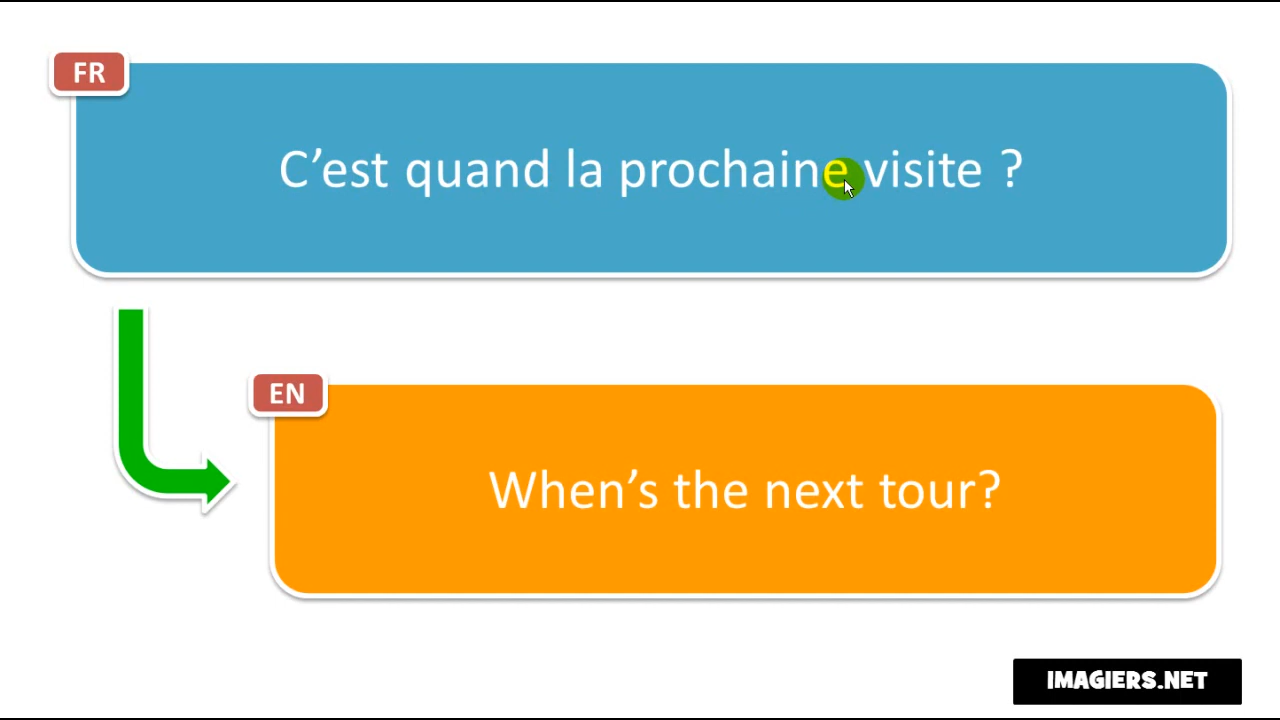 FR
C’est quand la prochaine visite ?
EN
When’s the next tour?
IMAGIERS.NET